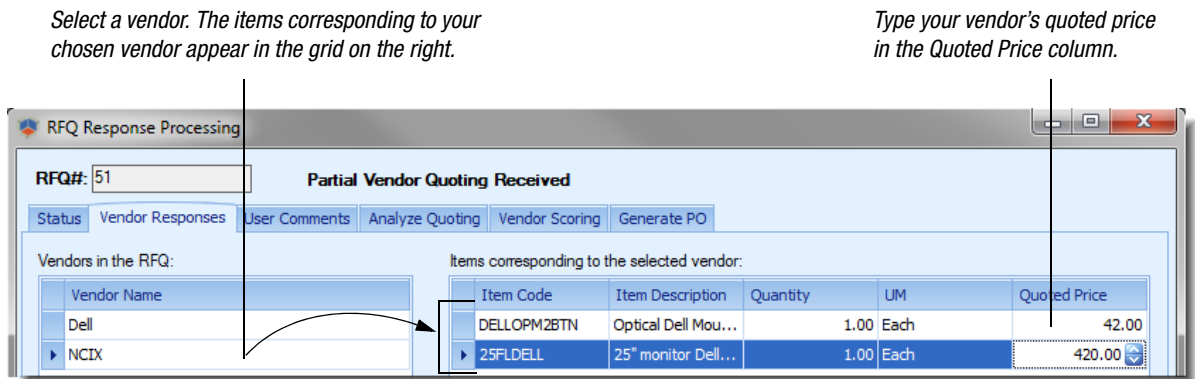 Select a vendor. The items corresponding to your
chosen vendor appear in the grid on the right.
Type your vendor’s quoted price
in the Quoted Price column.
RFQ Response Processing
RFQ#: 51 Partial Vendor Quoting Received
Status Vendor Responses User Comments Analyze Quoting Vendor Scoring Generate PO
Vendors in the RFQ: Items corresponding to the selected vendor:
Vendor Name Item Code Item Description Quantity UM Quoted Price
Dell DELLOPM2BTN Optical Dell Mou... 1.00 Each 42.00
NCIX 25FLDELL 25" monitor Dell... 1.00 Each 420.00